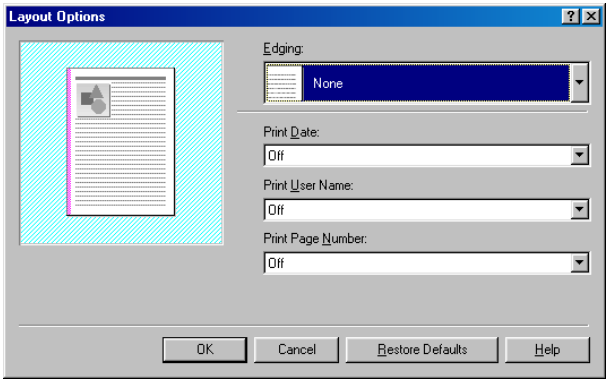 Layout Options
Edging:
None
Print Date:
Off
Print User Name:
Off
Print Page Number:
Off
OK Cancel Restore Defaults Help